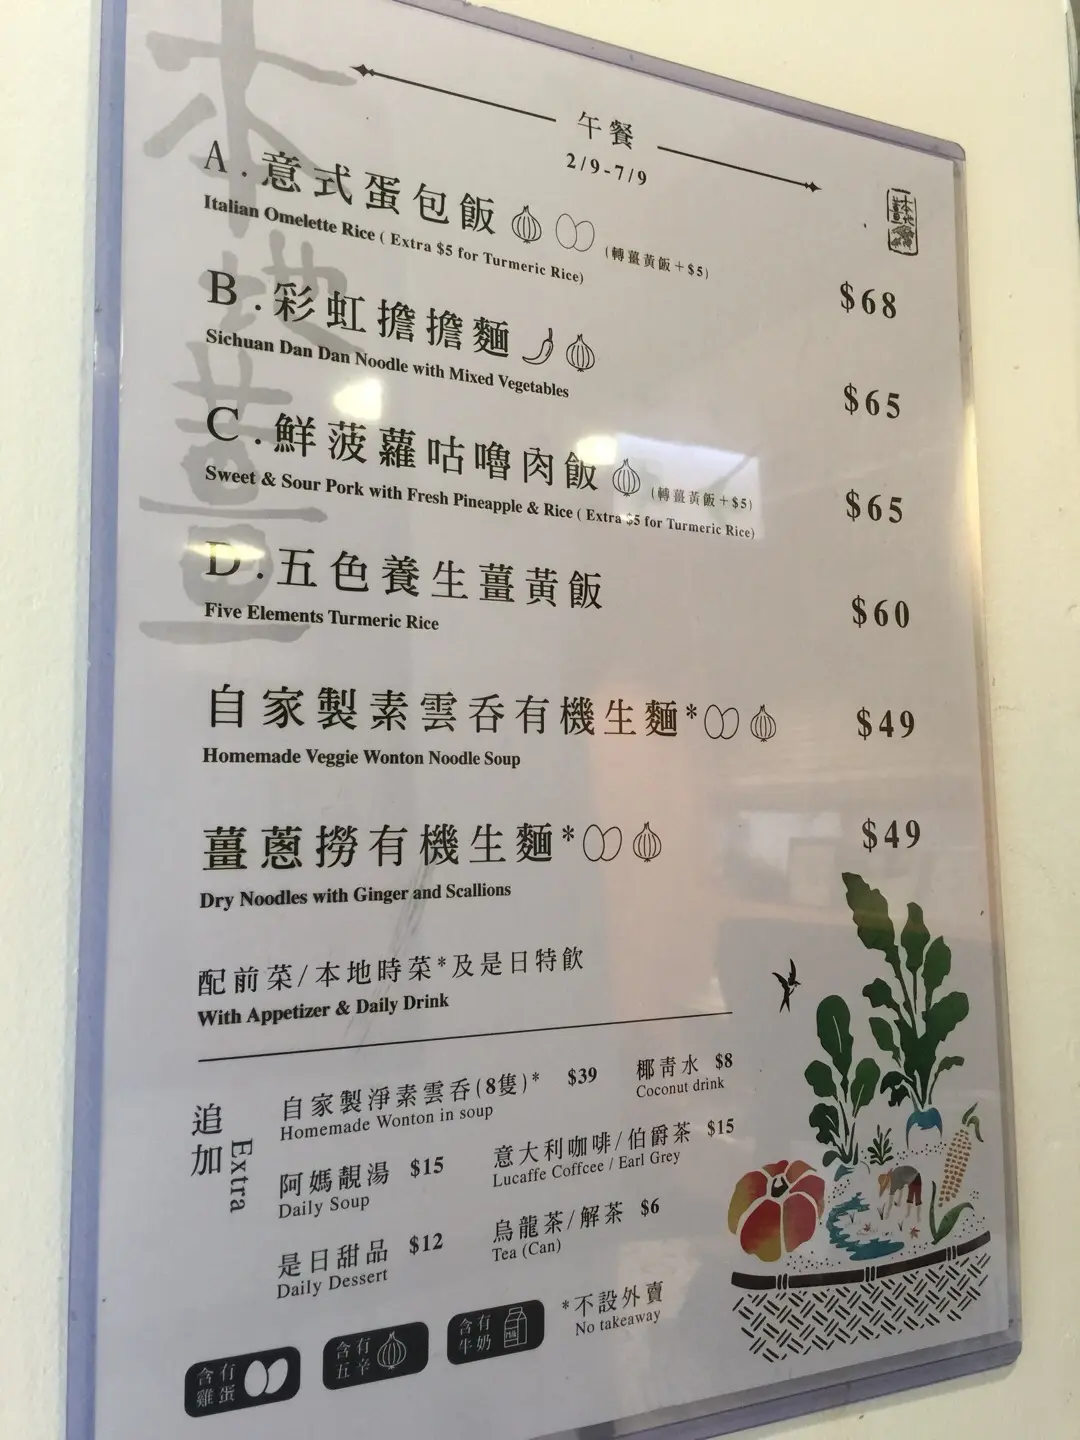 本地薑
午餐
2/9-7/9
本地薑
A.意式蛋包飯 (轉薑黃飯+$5)
Italian Omelette Rice ( Extra $5 for Turmeric Rice)
$68
B.彩虹擔擔麵
Sichuan Dan Dan Noodle with Mixed Vegetables
$65
C.鮮菠蘿咕嚕肉飯 (轉薑黃飯+$5)
Sweet & Sour Pork with Fresh Pineapple & Rice ( Extra $5 for Turmeric Rice)
$65
D.五色養生薑黃飯
Five Elements Turmeric Rice
$60
自家製素雲吞有機生麵*
Homemade Veggie Wonton Noodle Soup
$49
薑蔥撈有機生麵*
Dry Noodles with Ginger and Scallions
$49
配前菜/本地時菜*及是日特飲
With Appetizer & Daily Drink
追加
Extra
自家製淨素雲吞(8隻)* $39
Homemade Wonton in soup
椰青水 $8
Coconut drink
阿媽靚湯 $15
Daily Soup
意大利咖啡/伯爵茶 $15
Lucaffe Coffcee / Earl Grey
是日甜品 $12
Daily Dessert
烏龍茶/解茶 $6
Tea (Can)
*不設外賣
No takeaway
含有雞蛋
含有五辛
含有牛奶
Milk